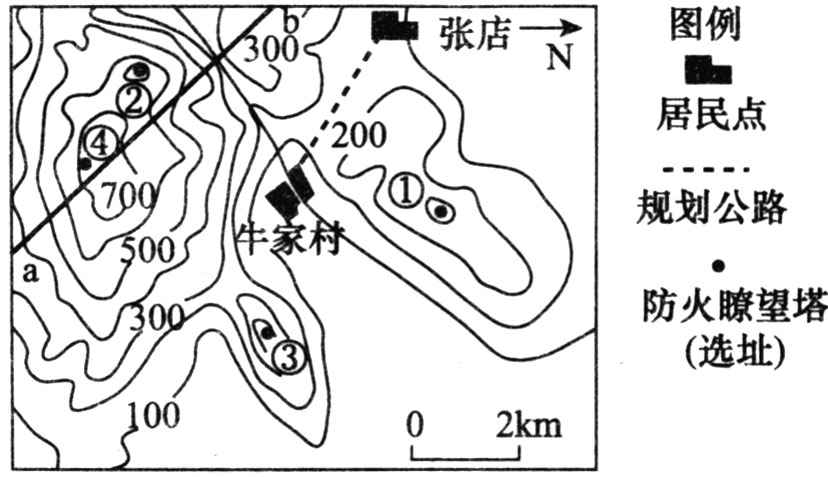 b
300
张店
N
图例
②
200
居民点
④
①
700
规划公路
牛家村
500
a
300
防火瞭望塔
(选址)
③
100
0 2km